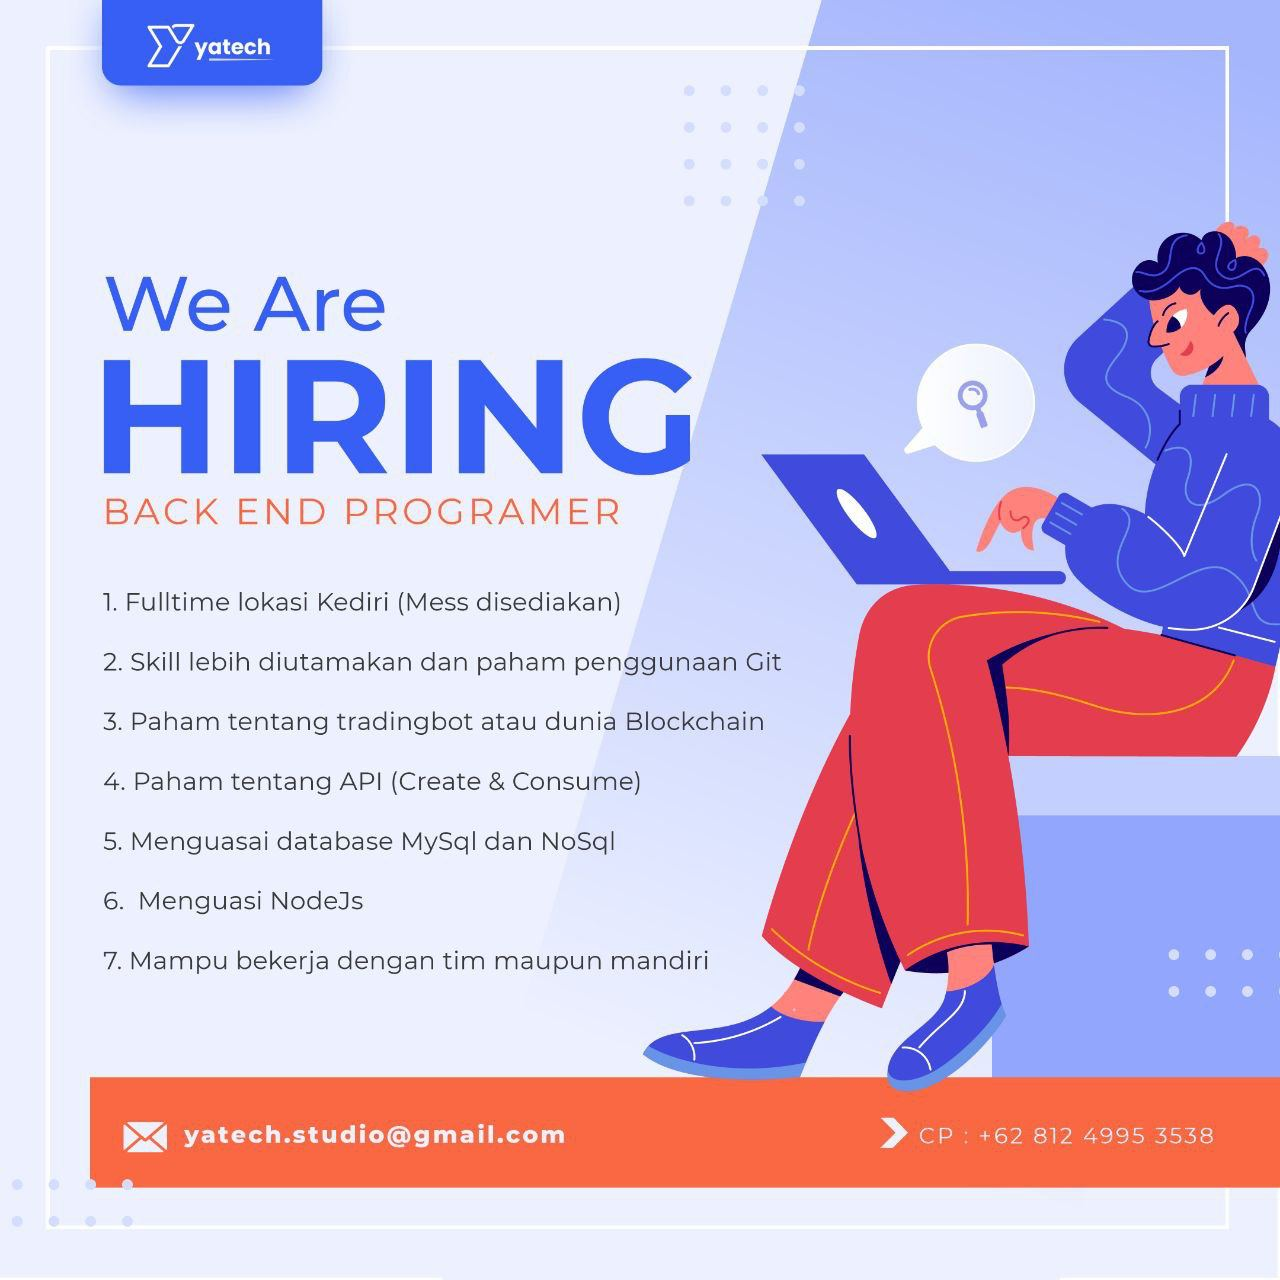 yatech
We Are
HIRING
BACK END PROGRAMER
1. Fulltime lokasi Kediri (Mess disediakan)
2. Skill lebih diutamakan dan paham penggunaan Git
3. Paham tentang tradingbot atau dunia Blockchain
4. Paham tentang API (Create & Consume)
5. Menguasai database MySql dan NoSql
6.  Menguasi NodeJs
7. Mampu bekerja dengan tim maupun mandiri
yatech.studio@gmail.com
CP : +62 812 4995 3538